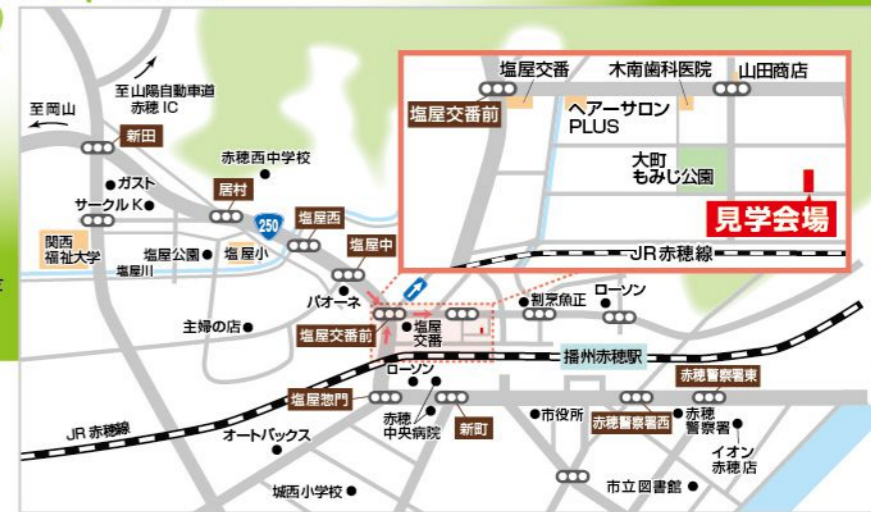 至岡山
至山陽自動車道
赤穂 IC
新田
ガスト
サークル K
赤穂西中学校
居村
250
塩屋西
塩屋中
関西
福祉大学
塩屋公園
塩屋小
塩屋川
パオーネ
主婦の店
塩屋交番前
塩屋
交番
割烹魚正
ローソン
播州赤穂駅
ローソン
塩屋惣門
赤穂
中央病院
新町
市役所
赤穂警察署西
赤穂
警察署
赤穂警察署東
イオン
赤穂店
JR 赤穂線
オートバックス
城西小学校
市立図書館
塩屋交番
塩屋交番前
木南歯科医院
山田商店
ヘアーサロン
PLUS
大町
もみじ公園
見学会場
JR 赤穂線